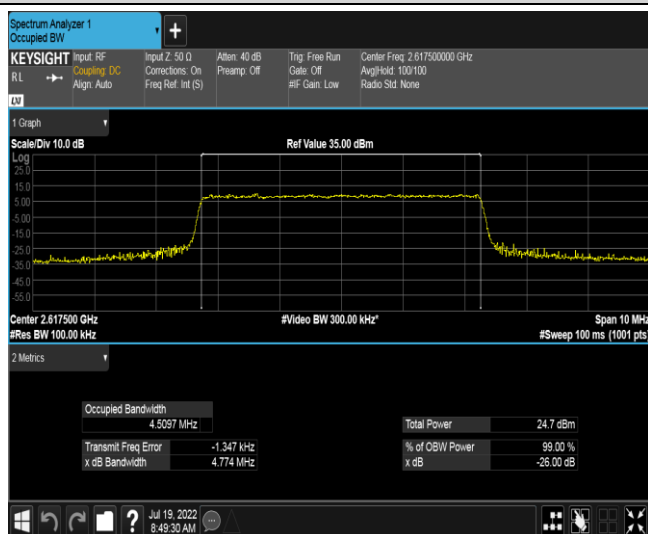 Spectrum Analyzer 1
Occupied BW
+
KEYSIGHT
RL
LXI
Input: RF
Coupling: DC
Align: Auto
Input Z: 50 Ω
Corrections: On
Freq Ref: Int (S)
Atten: 40 dB
Preamp: Off
Trig: Free Run
Gate: Off
#IF Gain: Low
Center Freq: 2.617500000 GHz
Avg|Hold: 100/100
Radio Std: None
1 Graph
Scale/Div 10.0 dB
Ref Value 35.00 dBm
Log
25.0
15.0
5.00
-5.00
-15.0
-25.0
-35.0
-45.0
-55.0
Center 2.617500 GHz
#Video BW 300.00 kHz*
Span 10 MHz
#Res BW 100.00 kHz
#Sweep 100 ms (1001 pts)
2 Metrics
Occupied Bandwidth
4.5097 MHz
Total Power 24.7 dBm
Transmit Freq Error -1.347 kHz
% of OBW Power 99.00 %
x dB Bandwidth 4.774 MHz
x dB -26.00 dB
?
Jul 19, 2022
8:49:30 AM